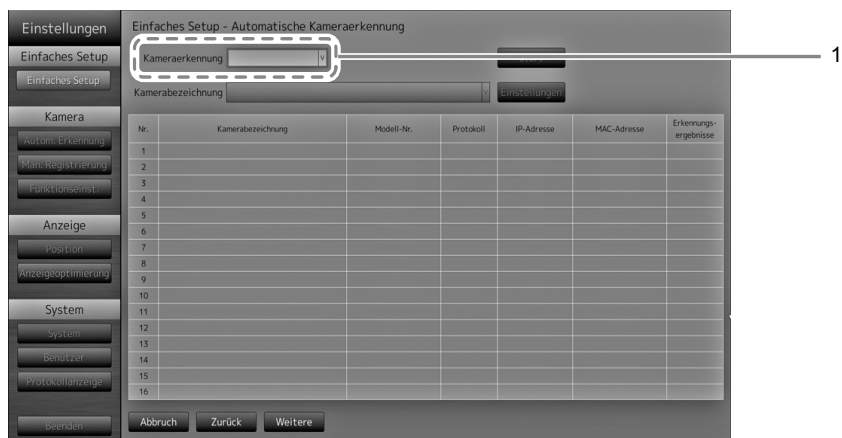 Einstellungen
Einfaches Setup
Einfaches Setup
Kamera
Autom. Erkennung
Man. Registrierung
Funktionseinst.
Anzeige
Position
Anzeigeoptimierung
System
System
Benutzer
Protokollanzeige
Beenden
Einfaches Setup - Automatische Kameraerkennung
Kameraerkennung
1
Kamerabezeichnung Einstellungen
Nr. Kamerabezeichnung Modell-Nr. Protokoll IP-Adresse MAC-Adresse Erkennungs-
ergebnisse
1
2
3
4
5
6
7
8
9
10
11
12
13
14
15
16
Abbruch Zurück Weitere